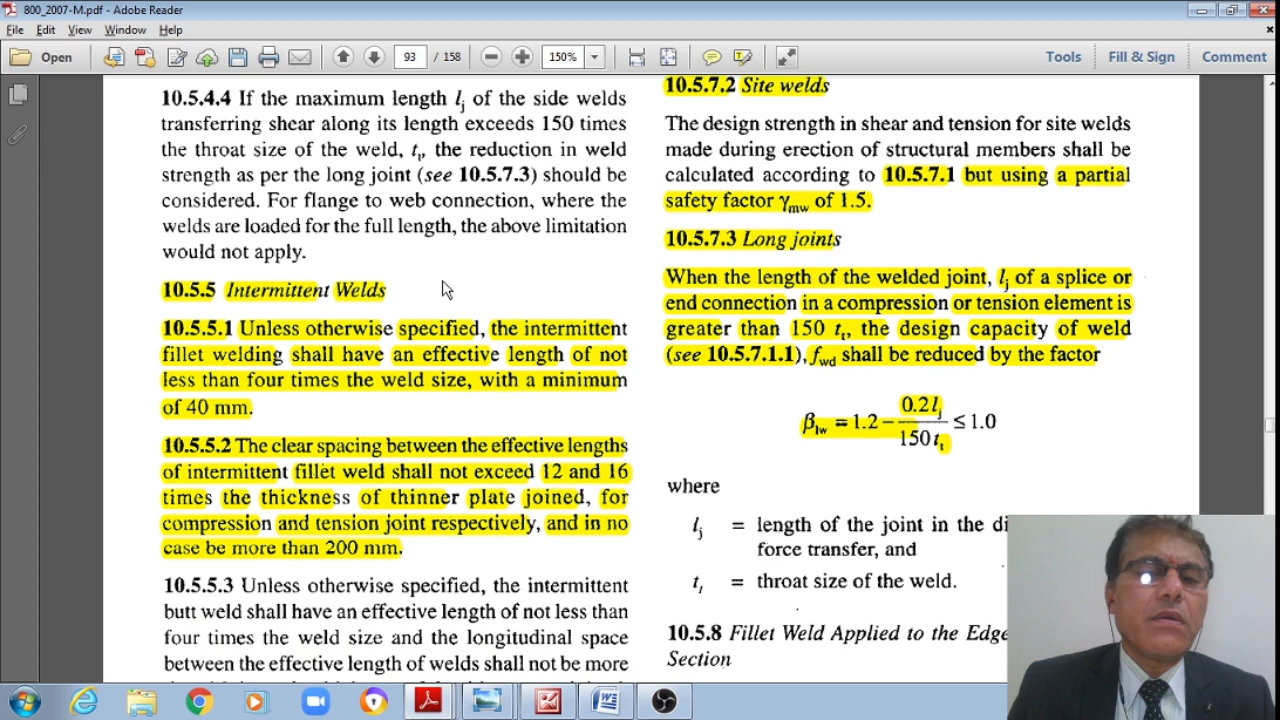 800_2007-M.pdf - Adobe Reader
File Edit View Window Help
Open 93 / 158 150% Tools Fill & Sign Comment
10.5.4.4 If the maximum length lj of the side welds
transferring shear along its length exceeds 150 times
the throat size of the weld, tt, the reduction in weld
strength as per the long joint (see 10.5.7.3) should be
considered. For flange to web connection, where the
welds are loaded for the full length, the above limitation
would not apply.
10.5.5 Intermittent Welds
10.5.5.1 Unless otherwise specified, the intermittent
fillet welding shall have an effective length of not
less than four times the weld size, with a minimum
of 40 mm.
10.5.5.2 The clear spacing between the effective lengths
of intermittent fillet weld shall not exceed 12 and 16
times the thickness of thinner plate joined, for
compression and tension joint respectively, and in no
case be more than 200 mm.
10.5.5.3 Unless otherwise specified, the intermittent
butt weld shall have an effective length of not less than
four times the weld size and the longitudinal space
between the effective length of welds shall not be more
10.5.7.2 Site welds
The design strength in shear and tension for site welds
made during erection of structural members shall be
calculated according to 10.5.7.1 but using a partial
safety factor γmw of 1.5.
10.5.7.3 Long joints
When the length of the welded joint, lj of a splice or
end connection in a compression or tension element is
greater than 150 tt, the design capacity of weld
(see 10.5.7.1.1), fwd shall be reduced by the factor
βlw = 1.2 − 0.2 lj / 150 tt ≤ 1.0
where
lj = length of the joint in the
force transfer, and
tt = throat size of the weld.
10.5.8 Fillet Weld Applied to the Edge
Section